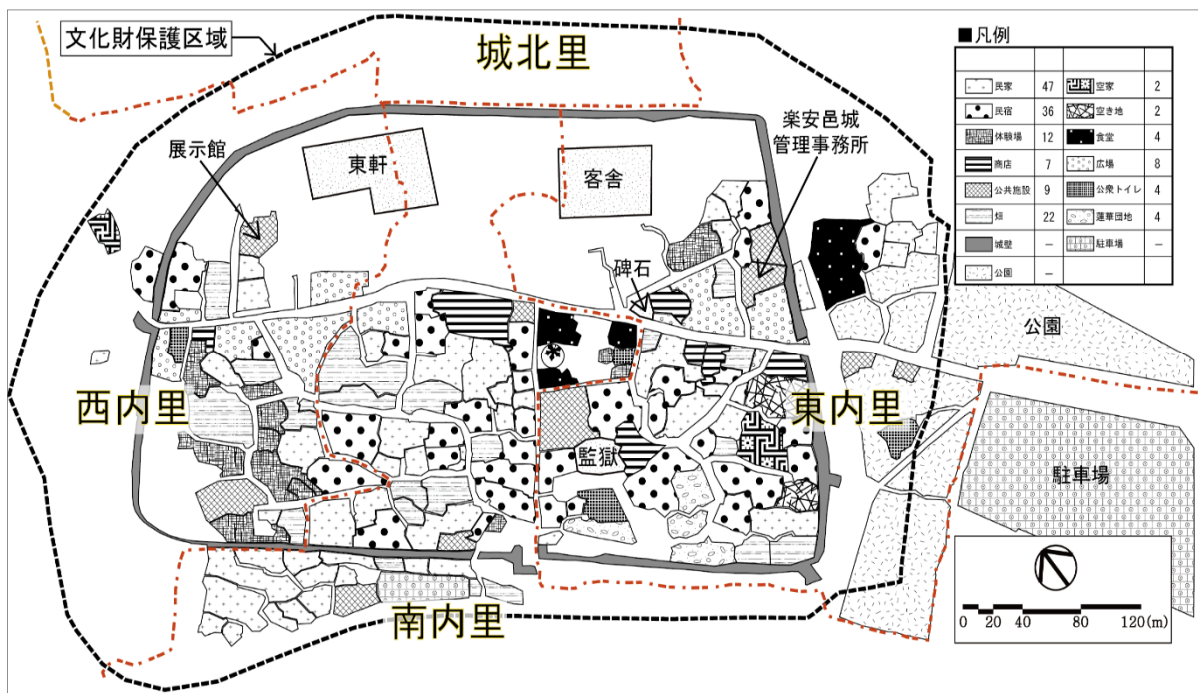 文化財保護区域
城北里
展示館
東軒
客舎
楽安邑城
管理事務所
碑石
西内里
東内里
監獄
南内里
公園
駐車場
■凡例
民家 47 空家 2
民宿 36 空き地 2
体験場 12 食堂 4
商店 7 広場 8
公共施設 9 公衆トイレ 4
畑 22 蓮華団地 4
城壁 － 駐車場 －
公園 －
0 20 40 80 120(m)